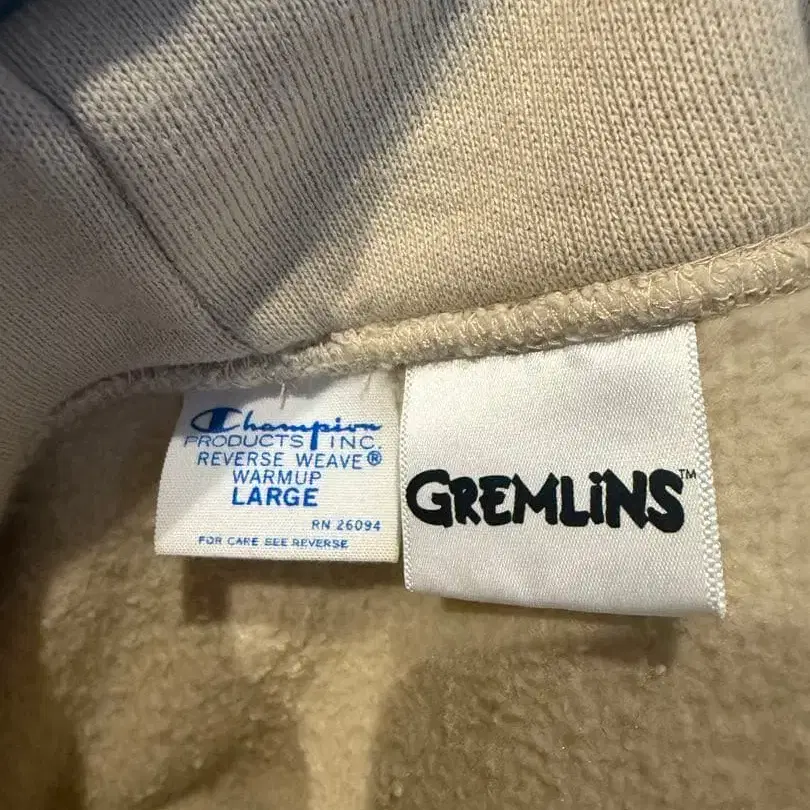 Champion
PRODUCTS INC.
REVERSE WEAVE®
WARMUP
LARGE
RN 26094
FOR CARE SEE REVERSE
GREMLiNS™